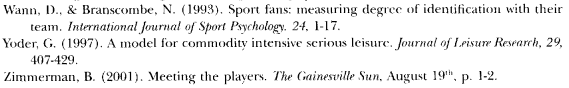 Wann, D., & Branscombe, N. (1993). Sport fans: measuring degree of identification with their
team. International Journal of Sport Psychology. 24, 1-17.
Yoder, G. (1997). A model for commodity intensive serious leisure. Journal of Leisure Research, 29,
407-429.
Zimmerman, B. (2001). Meeting the players. The Gainesville Sun, August 19th, p. 1-2.